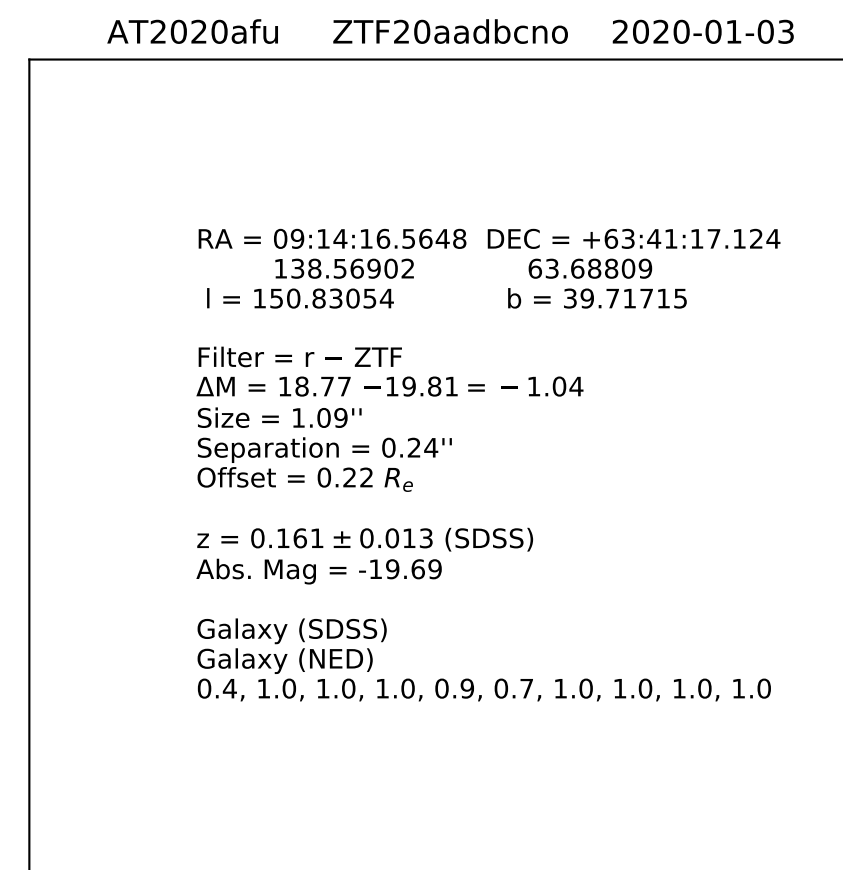 AT2020afu ZTF20aadbcno 2020-01-03
RA = 09:14:16.5648 DEC = +63:41:17.124
138.56902 63.68809
l = 150.83054 b = 39.71715
Filter = r − ZTF
ΔM = 18.77 −19.81 = − 1.04
Size = 1.09''
Separation = 0.24''
Offset = 0.22 Rₑ
z = 0.161 ± 0.013 (SDSS)
Abs. Mag = -19.69
Galaxy (SDSS)
Galaxy (NED)
0.4, 1.0, 1.0, 1.0, 0.9, 0.7, 1.0, 1.0, 1.0, 1.0